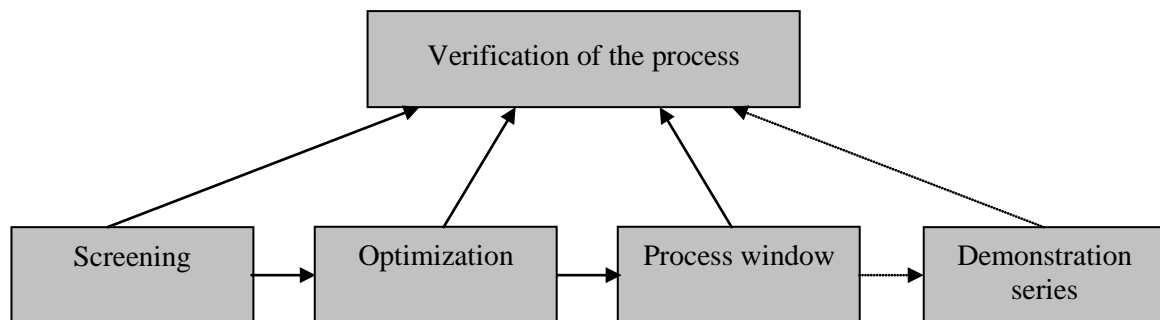 Verification of the process
Screening
Optimization
Process window
Demonstration
series